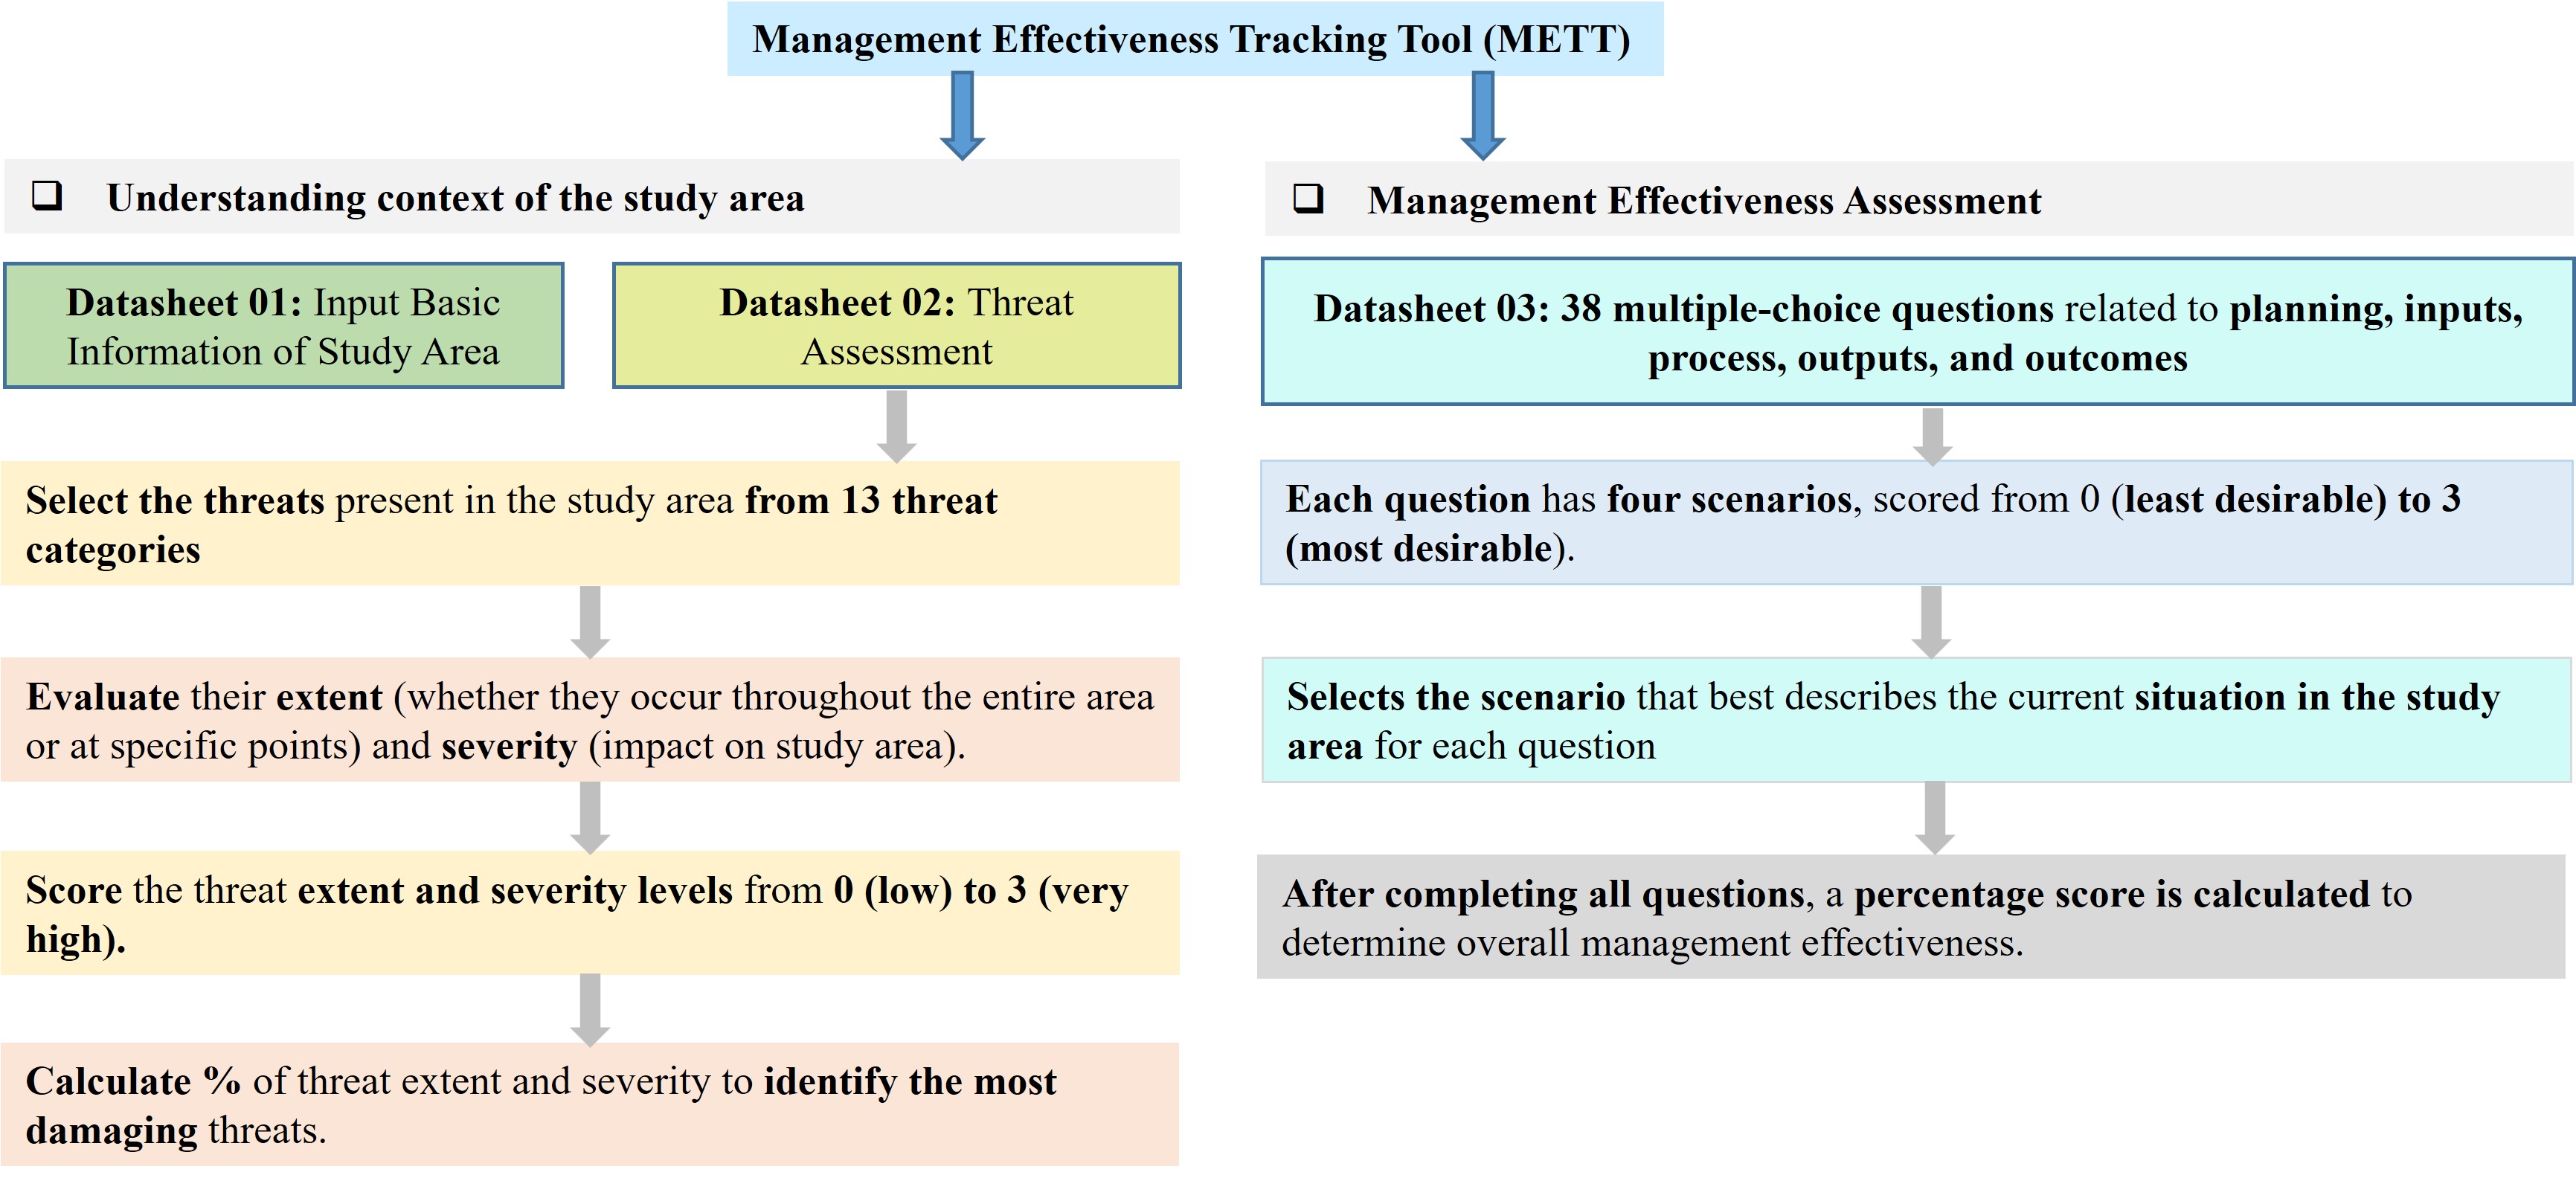 Management Effectiveness Tracking Tool (METT)
Understanding context of the study area
Datasheet 01: Input Basic
Information of Study Area
Datasheet 02: Threat
Assessment
Select the threats present in the study area from 13 threat
categories
Evaluate their extent (whether they occur throughout the entire area
or at specific points) and severity (impact on study area).
Score the threat extent and severity levels from 0 (low) to 3 (very
high).
Calculate % of threat extent and severity to identify the most
damaging threats.
Management Effectiveness Assessment
Datasheet 03: 38 multiple-choice questions related to planning, inputs,
process, outputs, and outcomes
Each question has four scenarios, scored from 0 (least desirable) to 3
(most desirable).
Selects the scenario that best describes the current situation in the study
area for each question
After completing all questions, a percentage score is calculated to
determine overall management effectiveness.